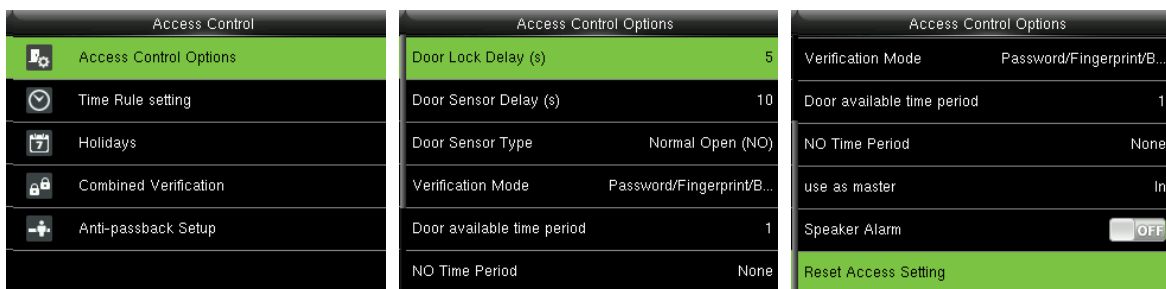 Access Control
Access Control Options
Time Rule setting
7
Holidays
Combined Verification
Anti-passback Setup
Access Control Options
Door Lock Delay (s) 5
Door Sensor Delay (s) 10
Door Sensor Type Normal Open (NO)
Verification Mode Password/Fingerprint/B...
Door available time period 1
NO Time Period None
Access Control Options
Verification Mode Password/Fingerprint/B...
Door available time period 1
NO Time Period None
use as master In
Speaker Alarm OFF
Reset Access Setting